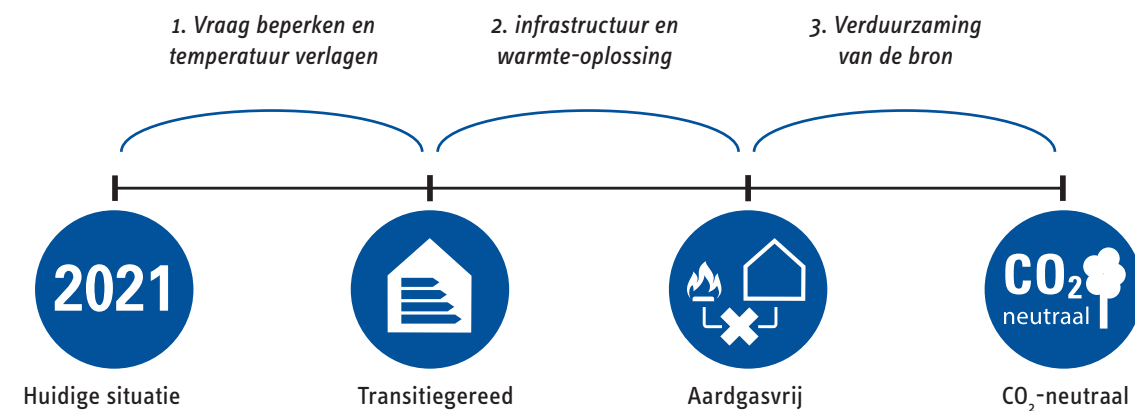 1. Vraag beperken en
temperatuur verlagen
2. infrastructuur en
warmte-oplossing
3. Verduurzaming
van de bron
2021
CO₂
neutraal
Huidige situatie
Transitiegereed
Aardgasvrij
CO₂-neutraal